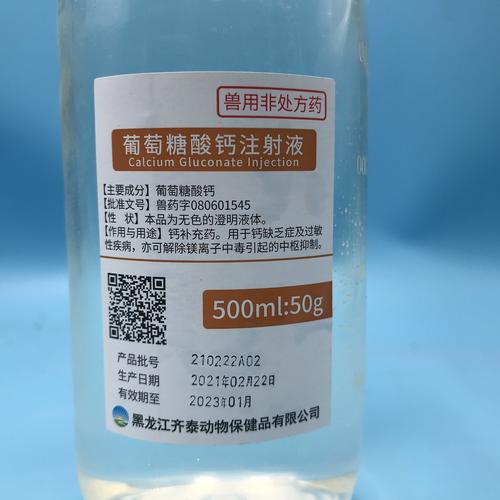 兽用非处方药
葡萄糖酸钙注射液
Calcium Gluconate Injection
【主要成分】葡萄糖酸钙
【批准文号】兽药字080601545
【性 状】本品为无色的澄明液体。
【作用与用途】钙补充药。用于钙缺乏症及过敏
性疾病,亦可解除镁离子中毒引起的中枢抑制。
500ml:50g
产品批号 210222A02
生产日期 2021年02月22日
有效期至 2023年01月
黑龙江齐泰动物保健品有限公司